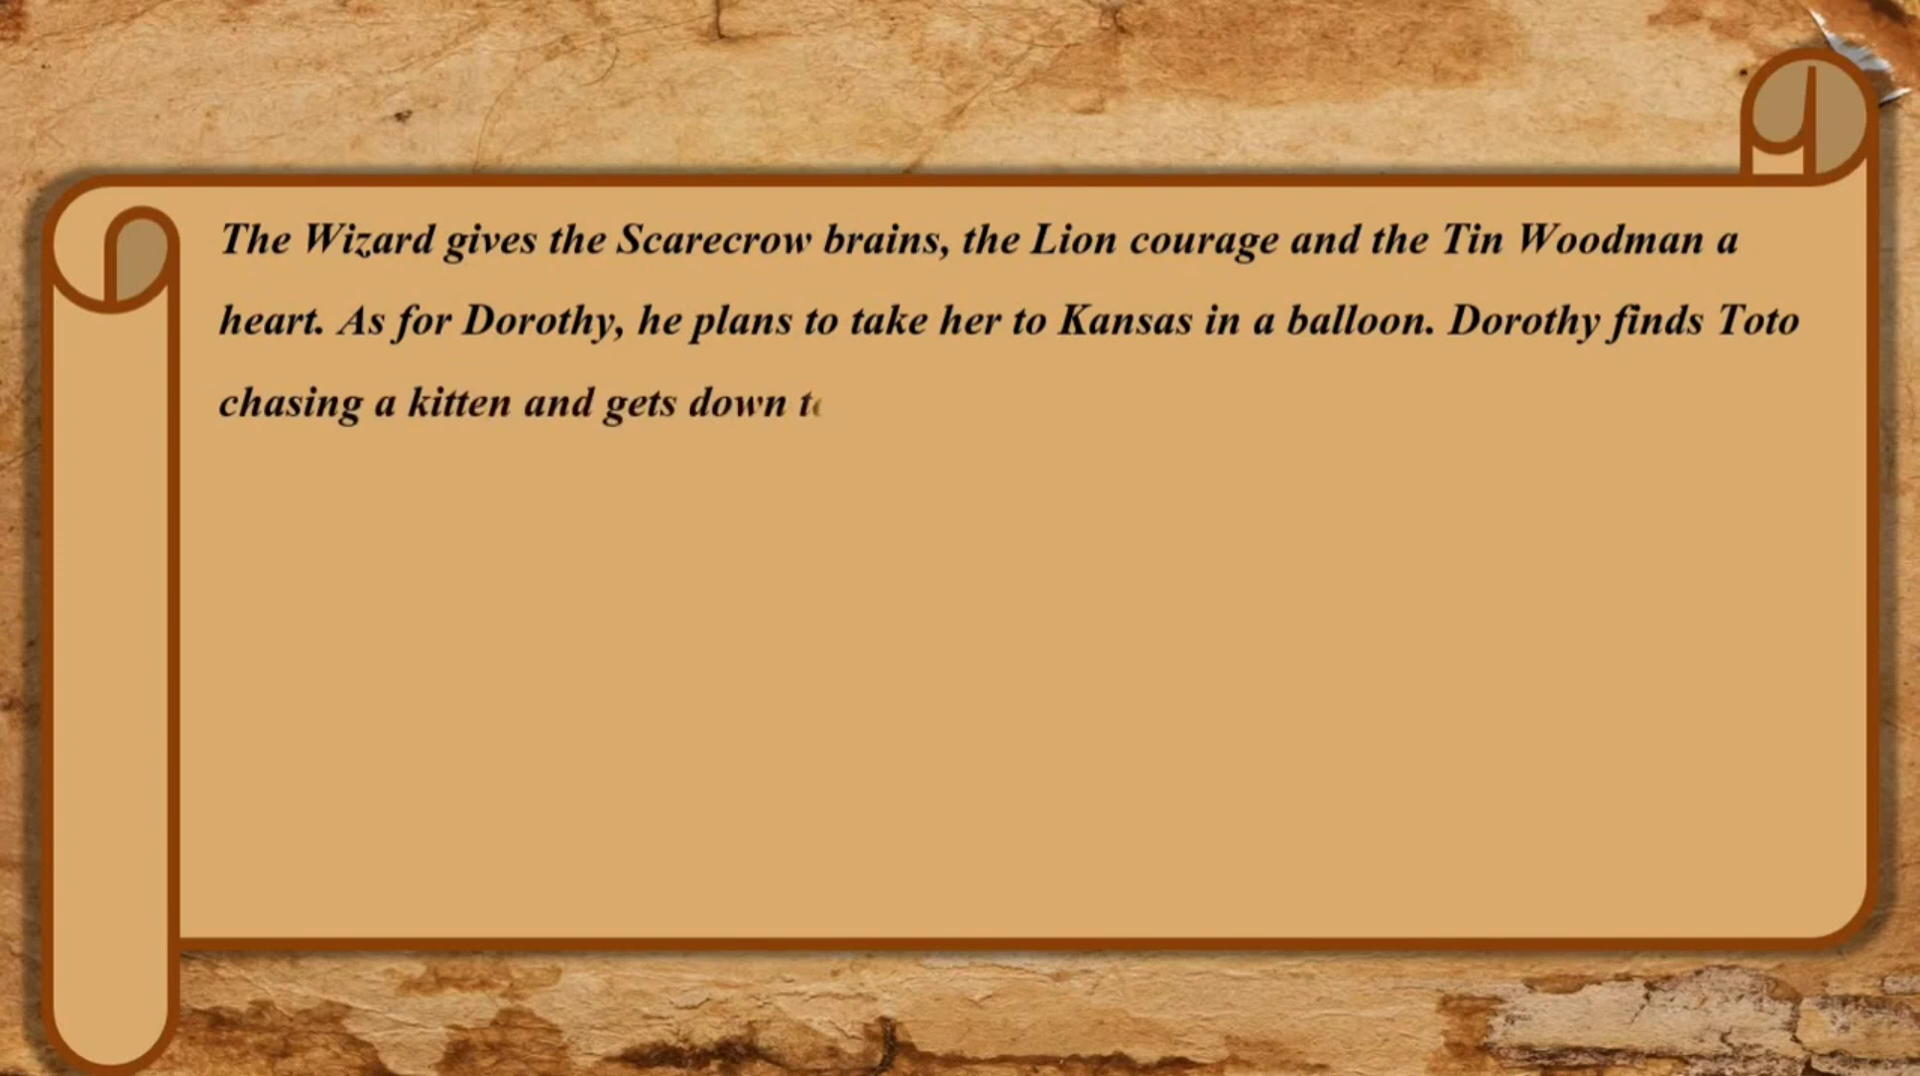 The Wizard gives the Scarecrow brains, the Lion courage and the Tin Woodman a
heart. As for Dorothy, he plans to take her to Kansas in a balloon. Dorothy finds Toto
chasing a kitten and gets down